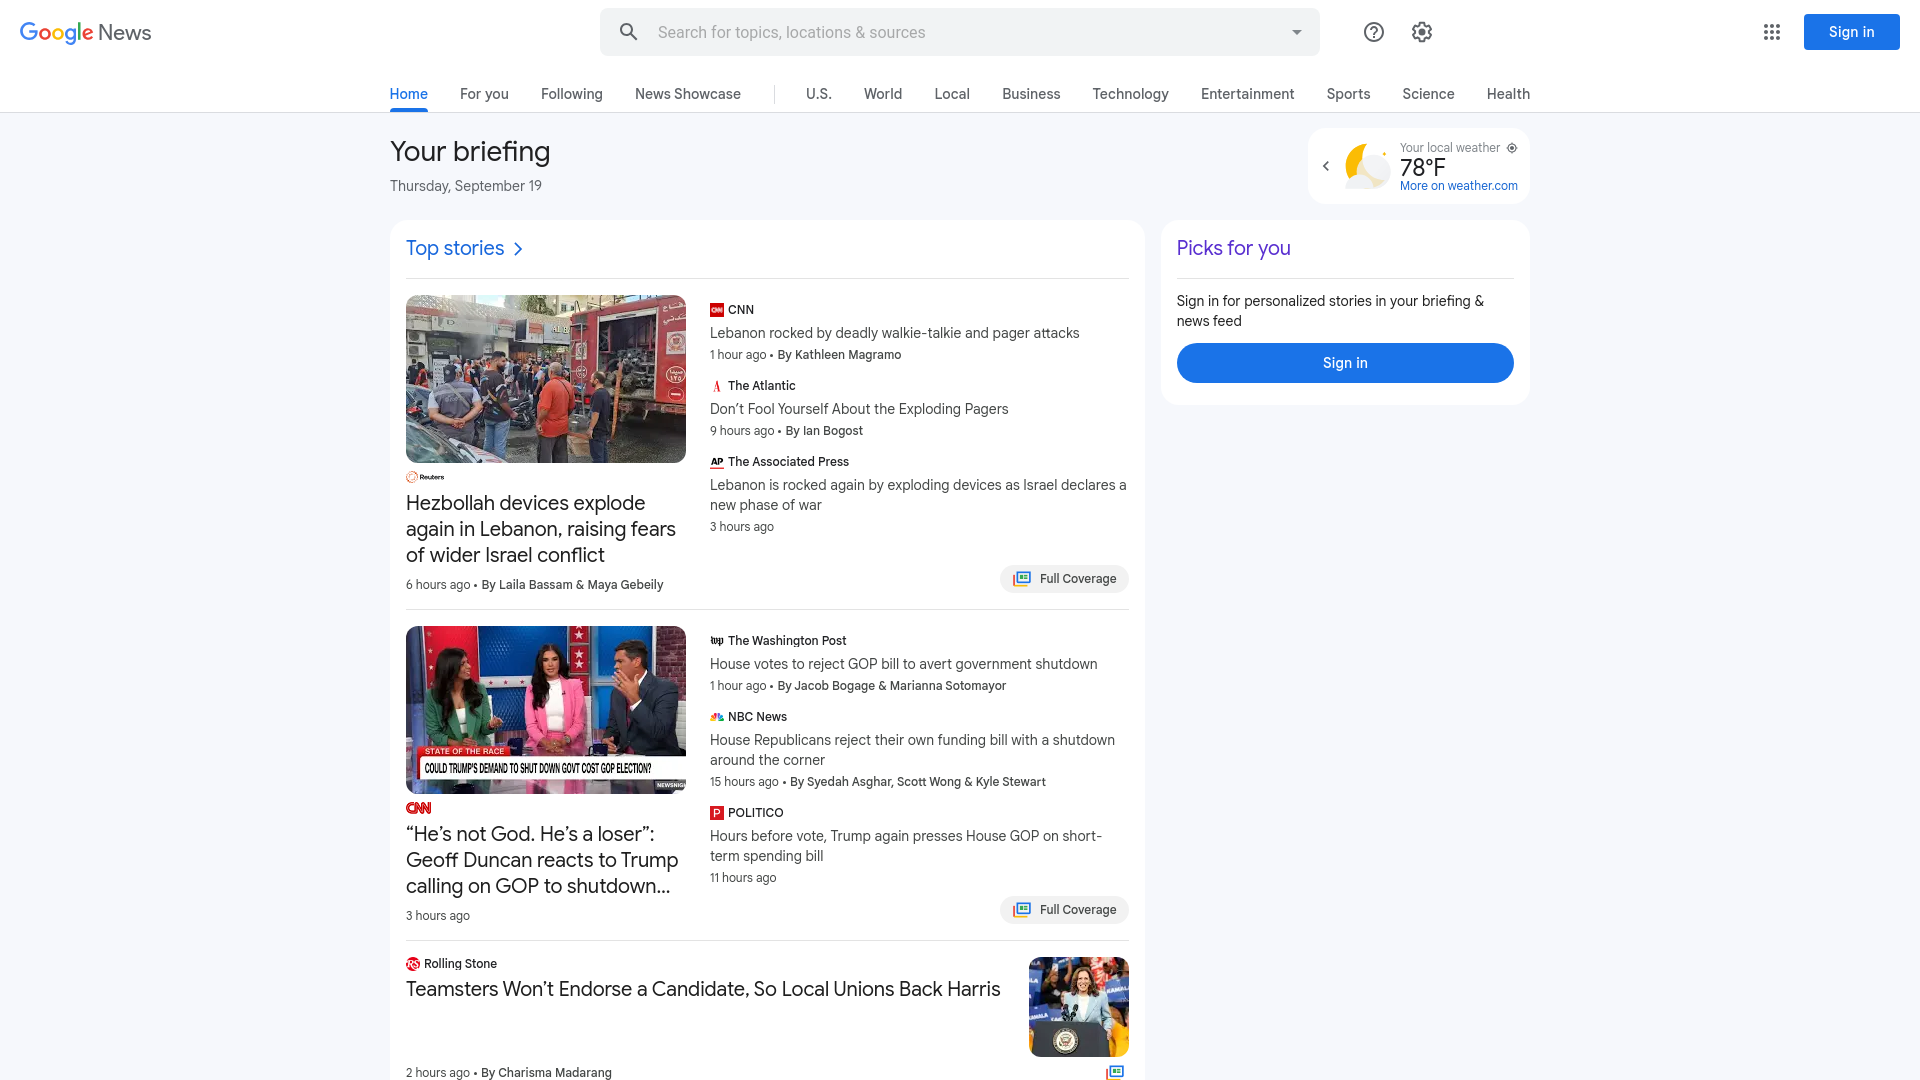 Google News
Search for topics, locations & sources
Sign in
Home
For you
Following
News Showcase
U.S.
World
Local
Business
Technology
Entertainment
Sports
Science
Health
Your briefing
Thursday, September 19
Your local weather
78°F
More on weather.com
Top stories
Reuters
Hezbollah devices explode
again in Lebanon, raising fears
of wider Israel conflict
6 hours ago • By Laila Bassam & Maya Gebeily
CNN
Lebanon rocked by deadly walkie-talkie and pager attacks
1 hour ago • By Kathleen Magramo
The Atlantic
Don’t Fool Yourself About the Exploding Pagers
9 hours ago • By Ian Bogost
AP The Associated Press
Lebanon is rocked again by exploding devices as Israel declares a
new phase of war
3 hours ago
Full Coverage
STATE OF THE RACE
COULD TRUMP'S DEMAND TO SHUT DOWN GOVT COST GOP ELECTION?
CNN
“He’s not God. He’s a loser”:
Geoff Duncan reacts to Trump
calling on GOP to shutdown...
3 hours ago
wp The Washington Post
House votes to reject GOP bill to avert government shutdown
1 hour ago • By Jacob Bogage & Marianna Sotomayor
NBC News
House Republicans reject their own funding bill with a shutdown
around the corner
15 hours ago • By Syedah Asghar, Scott Wong & Kyle Stewart
P POLITICO
Hours before vote, Trump again presses House GOP on short-
term spending bill
11 hours ago
Full Coverage
RS Rolling Stone
Teamsters Won’t Endorse a Candidate, So Local Unions Back Harris
2 hours ago • By Charisma Madarang
Picks for you
Sign in for personalized stories in your briefing &
news feed
Sign in